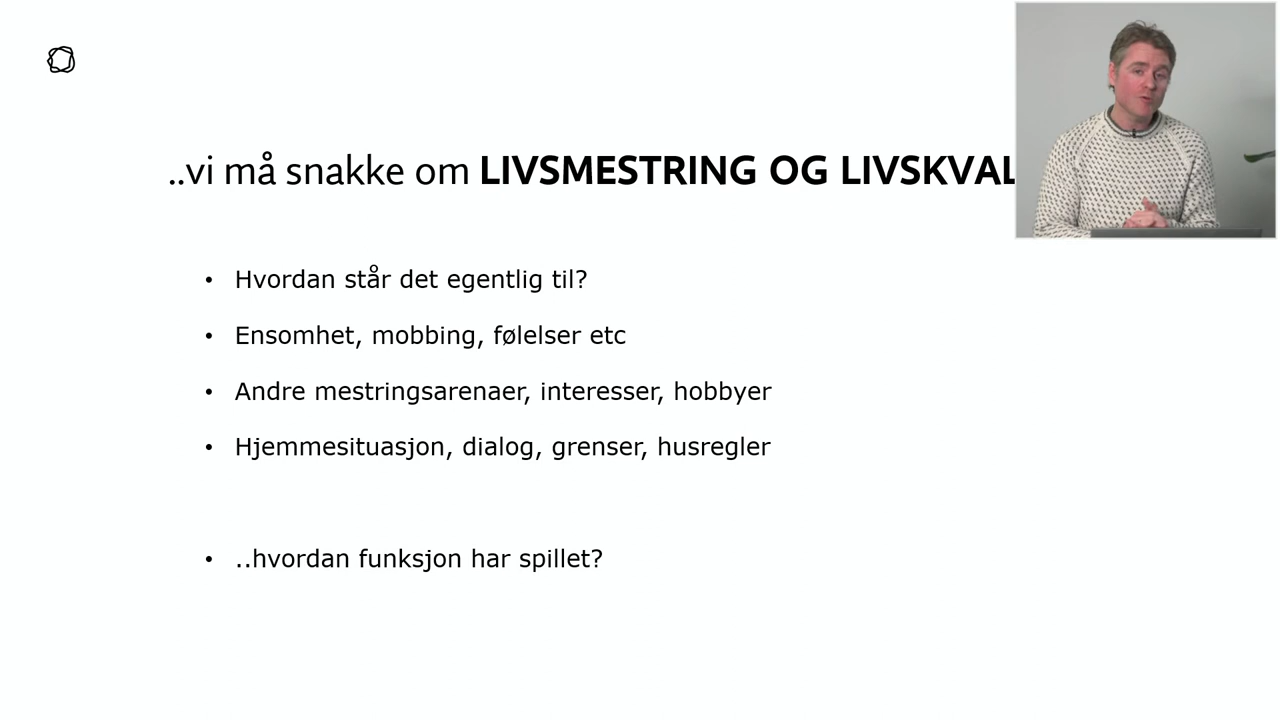 ..vi må snakke om LIVSMESTRING OG LIVSKVAL
• Hvordan står det egentlig til?
• Ensomhet, mobbing, følelser etc
• Andre mestringsarenaer, interesser, hobbyer
• Hjemmesituasjon, dialog, grenser, husregler
• ..hvordan funksjon har spillet?